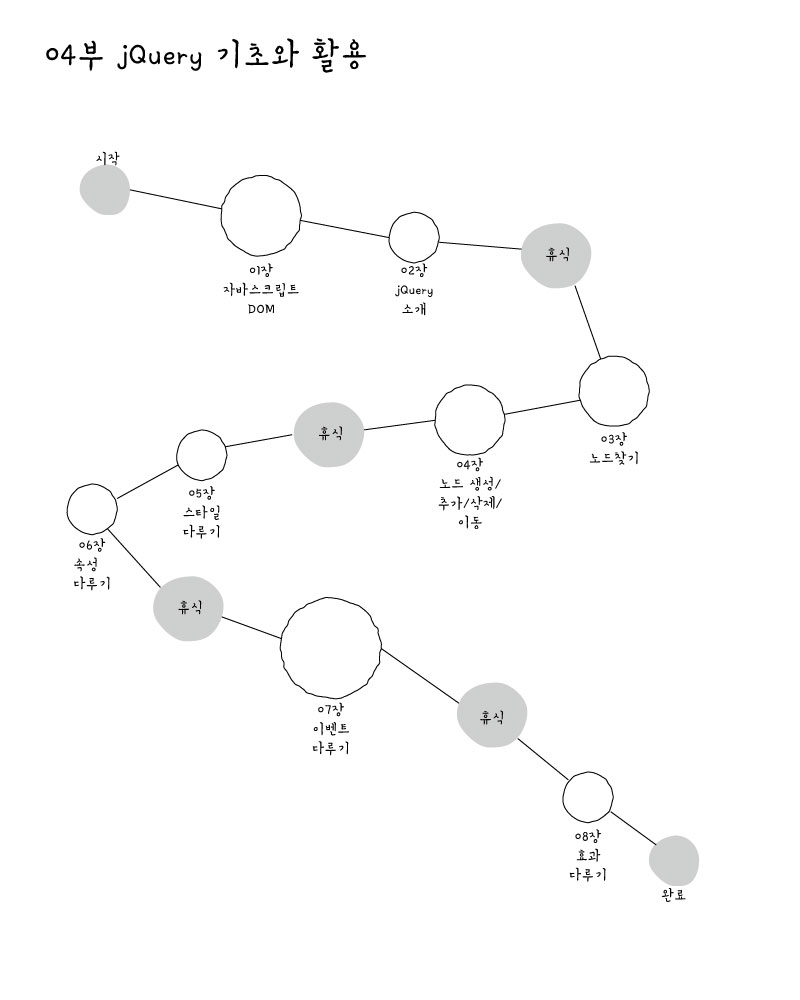 04부 jQuery 기초와 활용
시작
01장
자바스크립트
DOM
02장
jQuery
소개
휴식
03장
노드찾기
04장
노드 생성/
추가/삭제/
이동
휴식
05장
스타일
다루기
06장
속성
다루기
휴식
07장
이벤트
다루기
휴식
08장
효과
다루기
완료